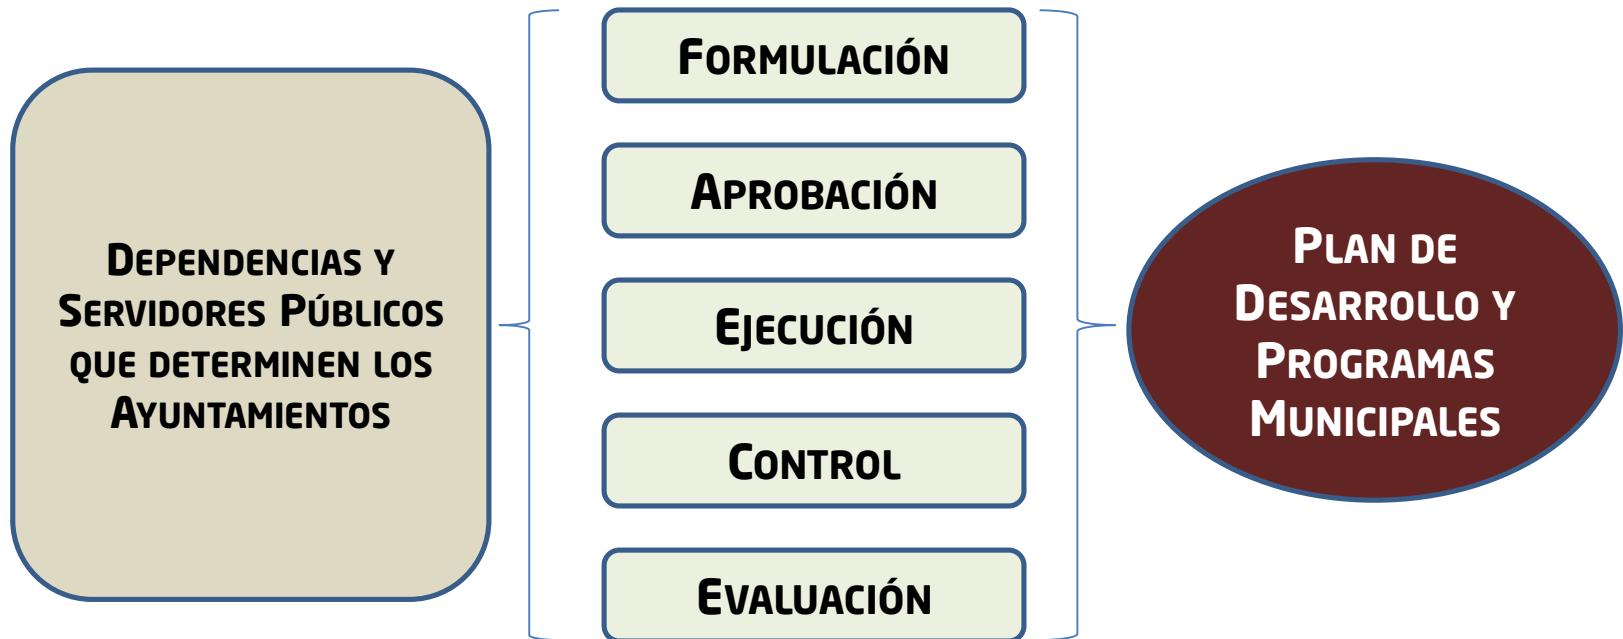 Dependencias y
Servidores Públicos
que determinen los
Ayuntamientos
Formulación
Aprobación
Ejecución
Control
Evaluación
Plan de
Desarrollo y
Programas
Municipales